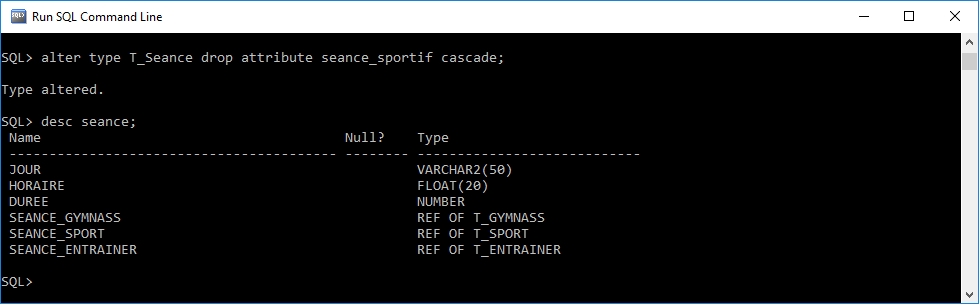 Run SQL Command Line
SQL> alter type T_Seance drop attribute seance_sportif cascade;
Type altered.
SQL> desc seance;
Name Null? Type
----------------------------------------- -------- ----------------------------
JOUR VARCHAR2(50)
HORAIRE FLOAT(20)
DUREE NUMBER
SEANCE_GYMNASS REF OF T_GYMNASS
SEANCE_SPORT REF OF T_SPORT
SEANCE_ENTRAINER REF OF T_ENTRAINER
SQL>